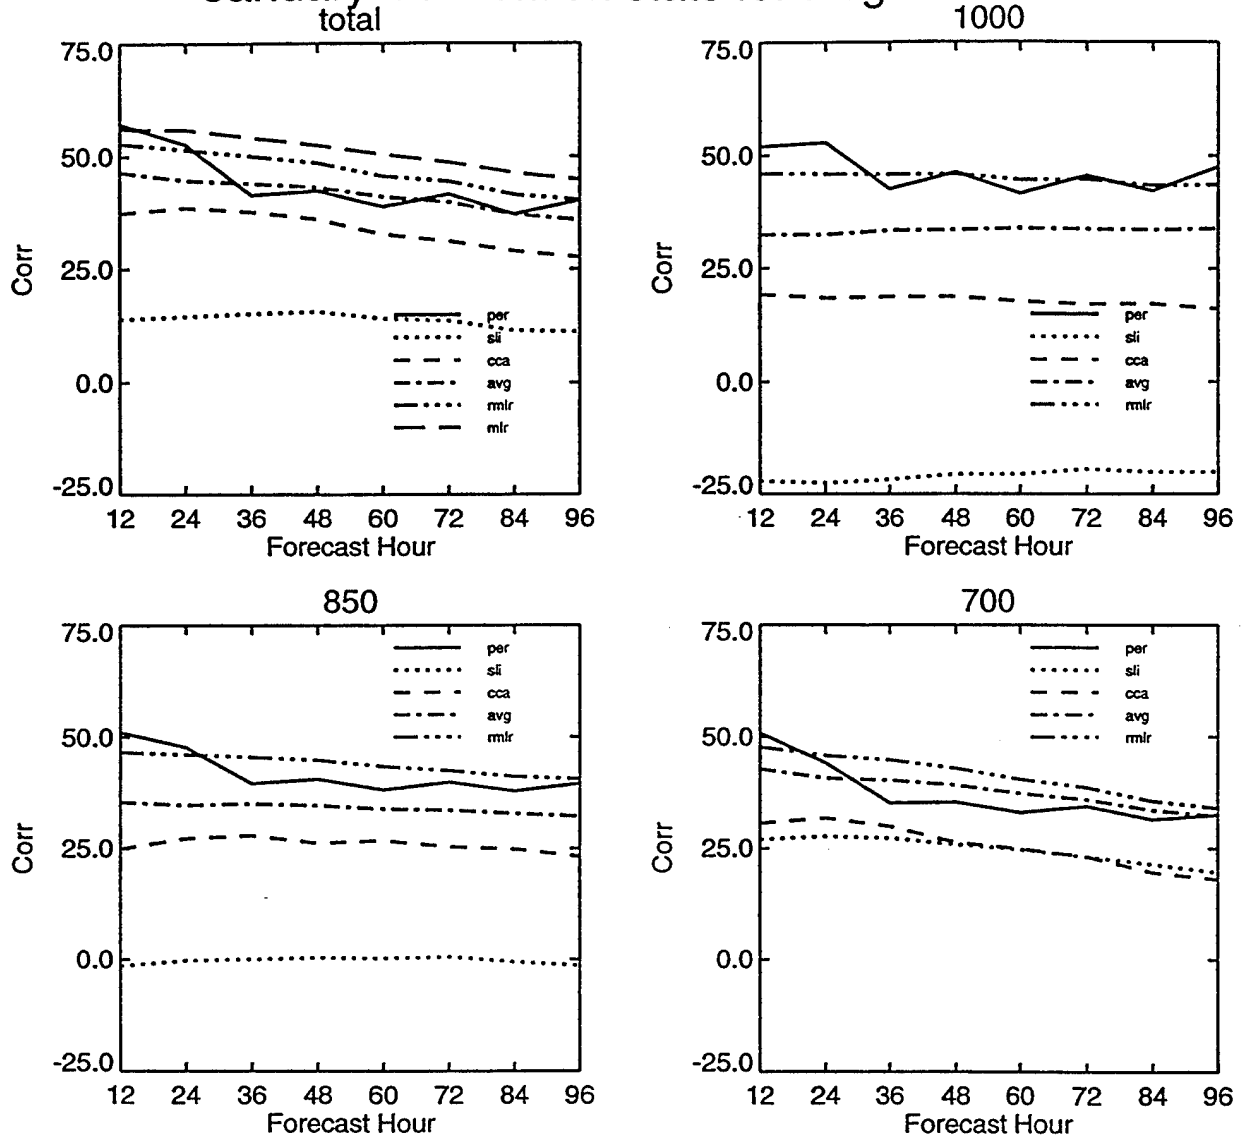 total
75.0
50.0
25.0
0.0
-25.0
Corr
per
sli
cca
avg
rmlr
mlr
12 24 36 48 60 72 84 96
Forecast Hour
1000
75.0
50.0
25.0
0.0
-25.0
Corr
per
sli
cca
avg
rmlr
12 24 36 48 60 72 84 96
Forecast Hour
850
75.0
50.0
25.0
0.0
-25.0
Corr
per
sli
cca
avg
rmlr
12 24 36 48 60 72 84 96
Forecast Hour
700
75.0
50.0
25.0
0.0
-25.0
Corr
per
sli
cca
avg
rmlr
12 24 36 48 60 72 84 96
Forecast Hour